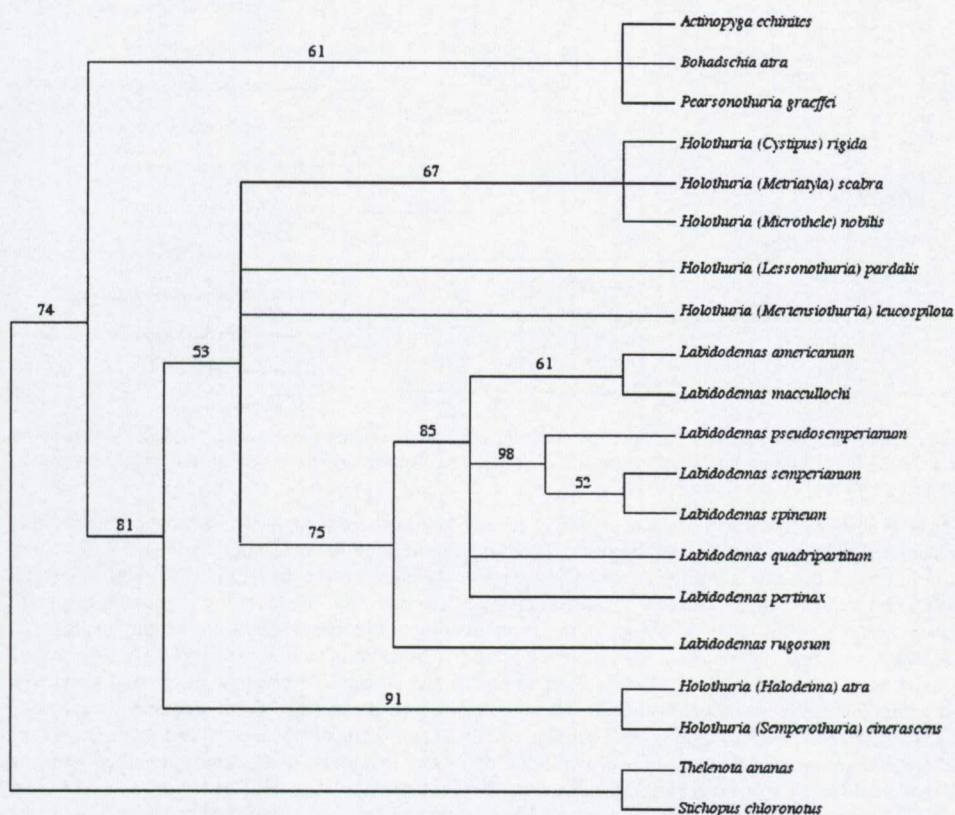 Actinopyga echinites
61
Bohadschia atra
Pearsonothuria graeffei
Holothuria (Cystipus) rigida
67
Holothuria (Metriatyla) scabra
Holothuria (Microthele) nobilis
Holothuria (Lessonothuria) pardalis
74
Holothuria (Mertensiothuria) leucospilota
53
Labidodemas americanum
61
Labidodemas maccullochi
85
Labidodemas pseudosemperianum
98
Labidodemas semperianum
52
Labidodemas spineum
81
75
Labidodemas quadripartitum
Labidodemas pertinax
Labidodemas rugosum
Holothuria (Halodeima) atra
91
Holothuria (Semperothuria) cinerascens
Thelenota ananas
Stichopus chloronotus